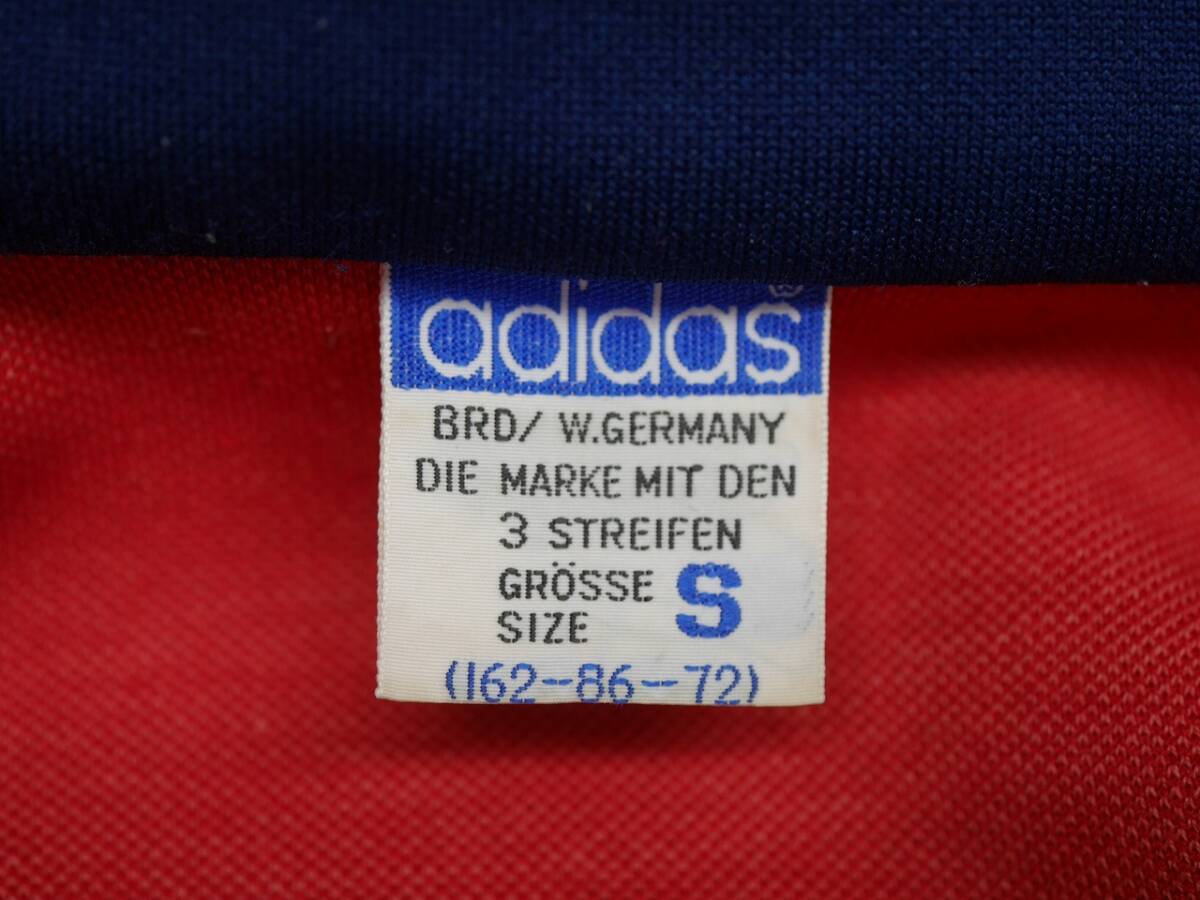 adidas®
BRD/ W.GERMANY
DIE MARKE MIT DEN
3 STREIFEN
GRÖSSE S
SIZE
(162--86--72)